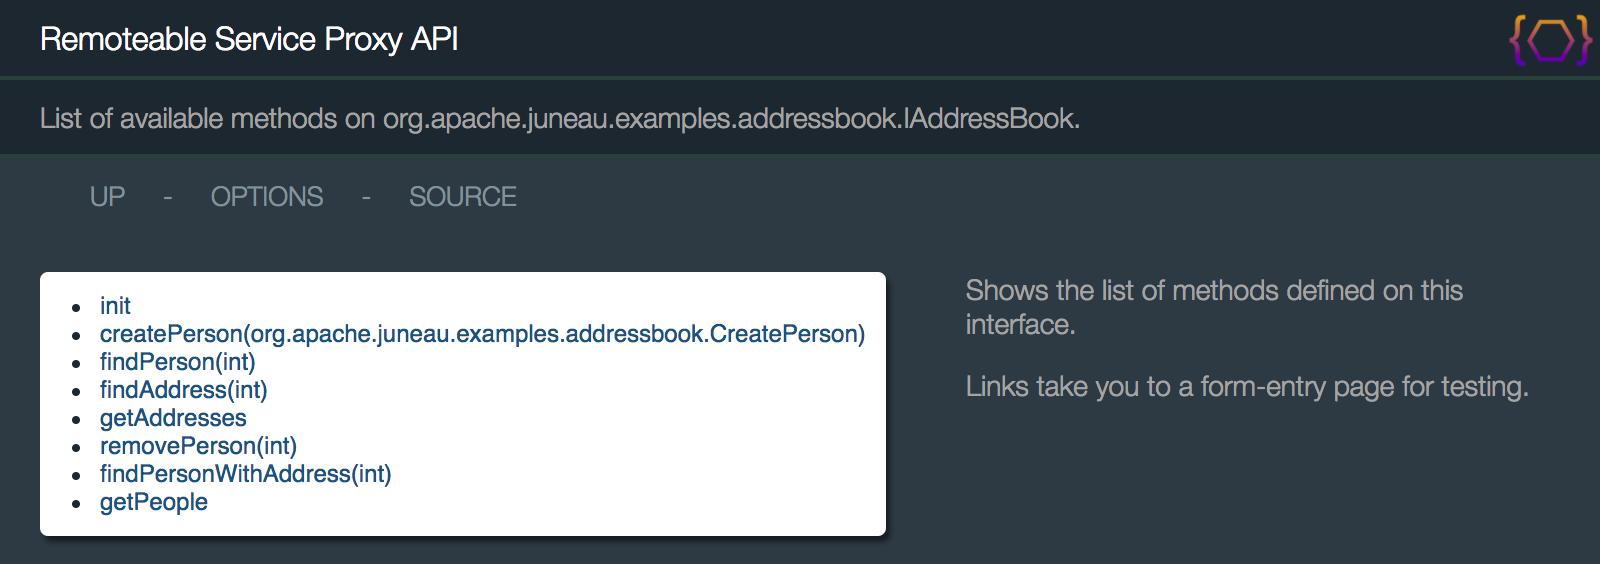 Remoteable Service Proxy API
List of available methods on org.apache.juneau.examples.addressbook.IAddressBook.
UP - OPTIONS - SOURCE
• init
• createPerson(org.apache.juneau.examples.addressbook.CreatePerson)
• findPerson(int)
• findAddress(int)
• getAddresses
• removePerson(int)
• findPersonWithAddress(int)
• getPeople
Shows the list of methods defined on this
interface.
Links take you to a form-entry page for testing.